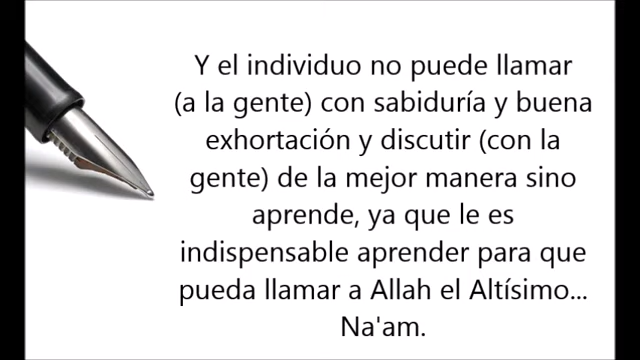 Y el individuo no puede llamar
(a la gente) con sabiduría y buena
exhortación y discutir (con la
gente) de la mejor manera sino
aprende, ya que le es
indispensable aprender para que
pueda llamar a Allah el Altísimo...
Na'am.